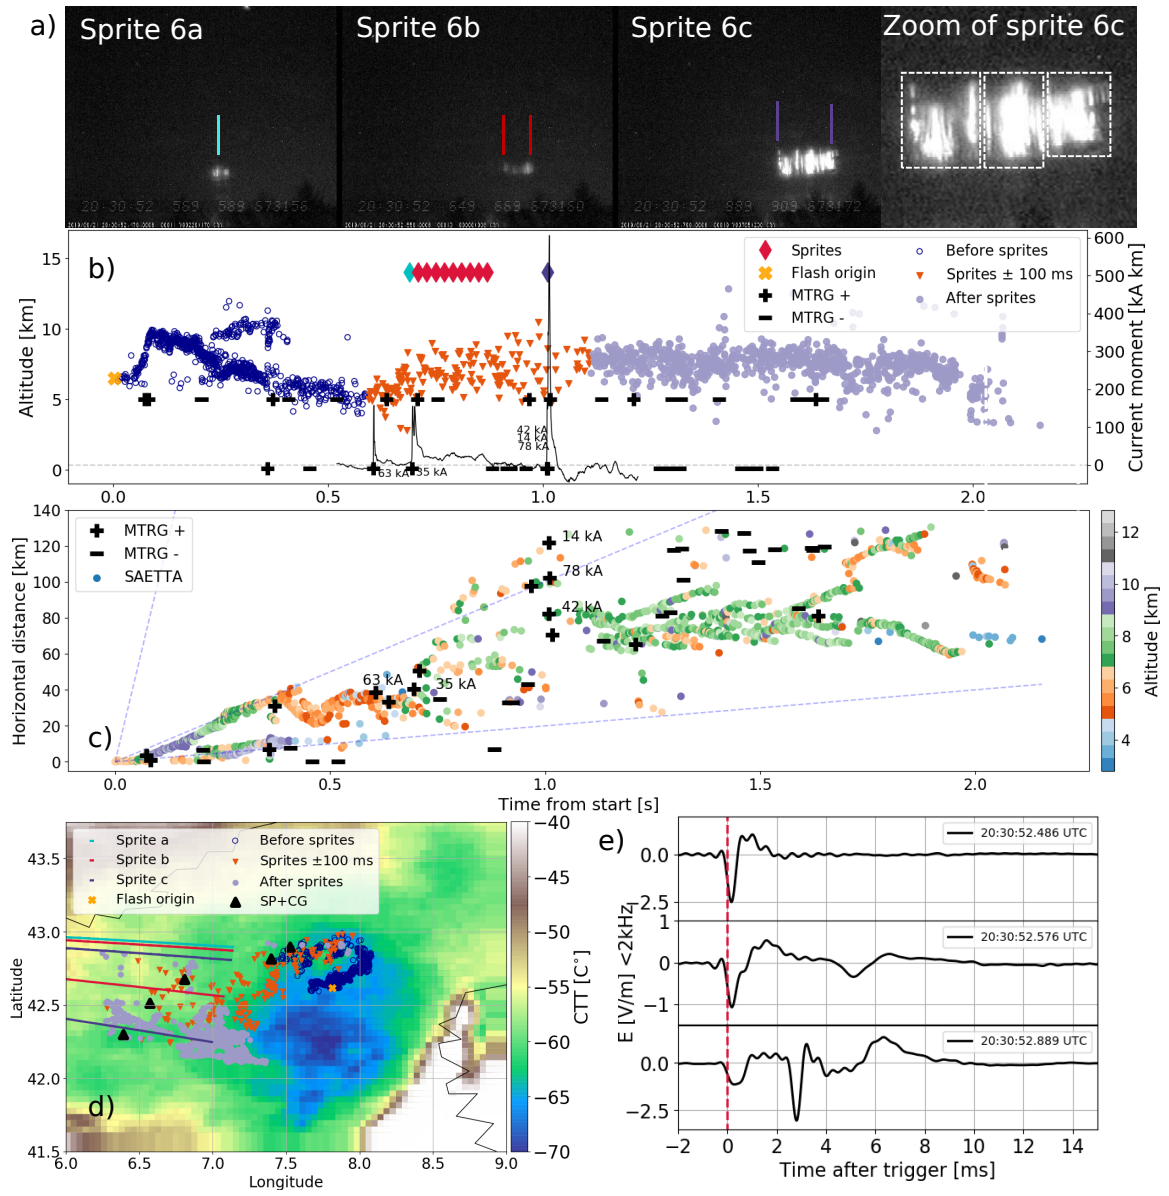 a)
Sprite 6a
Sprite 6b
Sprite 6c
Zoom of sprite 6c
20:30:52 569 589 673156
20:30:52 649 669 673160
20:30:52 889 909 673172
b)
Altitude [km]
15
10
5
0
Sprites
Flash origin
MTRG +
MTRG -
Before sprites
Sprites ± 100 ms
After sprites
42 kA
14 kA
78 kA
63 kA
35 kA
600
500
400
300
200
100
0
Current moment [kA km]
0.0 0.5 1.0 1.5 2.0
c)
Horizontal distance [km]
140
120
100
80
60
40
20
0
MTRG +
MTRG -
SAETTA
14 kA
78 kA
42 kA
63 kA
35 kA
0.0 0.5 1.0 1.5 2.0
Time from start [s]
12
10
8
6
4
Altitude [km]
d)
Latitude
43.5
43.0
42.5
42.0
41.5
Sprite a
Sprite b
Sprite c
Flash origin
Before sprites
Sprites ±100 ms
After sprites
SP+CG
6.0 6.5 7.0 7.5 8.0 8.5 9.0
Longitude
−40
−45
−50
−55
−60
−65
−70
CTT [C°]
e)
E [V/m] <2kHz
20:30:52.486 UTC
0.0
−2.5
20:30:52.576 UTC
1
0
−1
20:30:52.889 UTC
0.0
−2.5
−2 0 2 4 6 8 10 12 14
Time after trigger [ms]